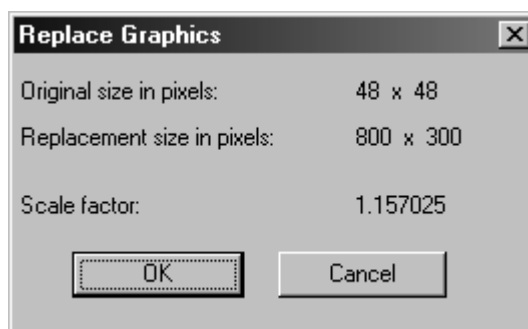 Replace Graphics
Original size in pixels: 48 x 48
Replacement size in pixels: 800 x 300
Scale factor: 1.157025
OK Cancel